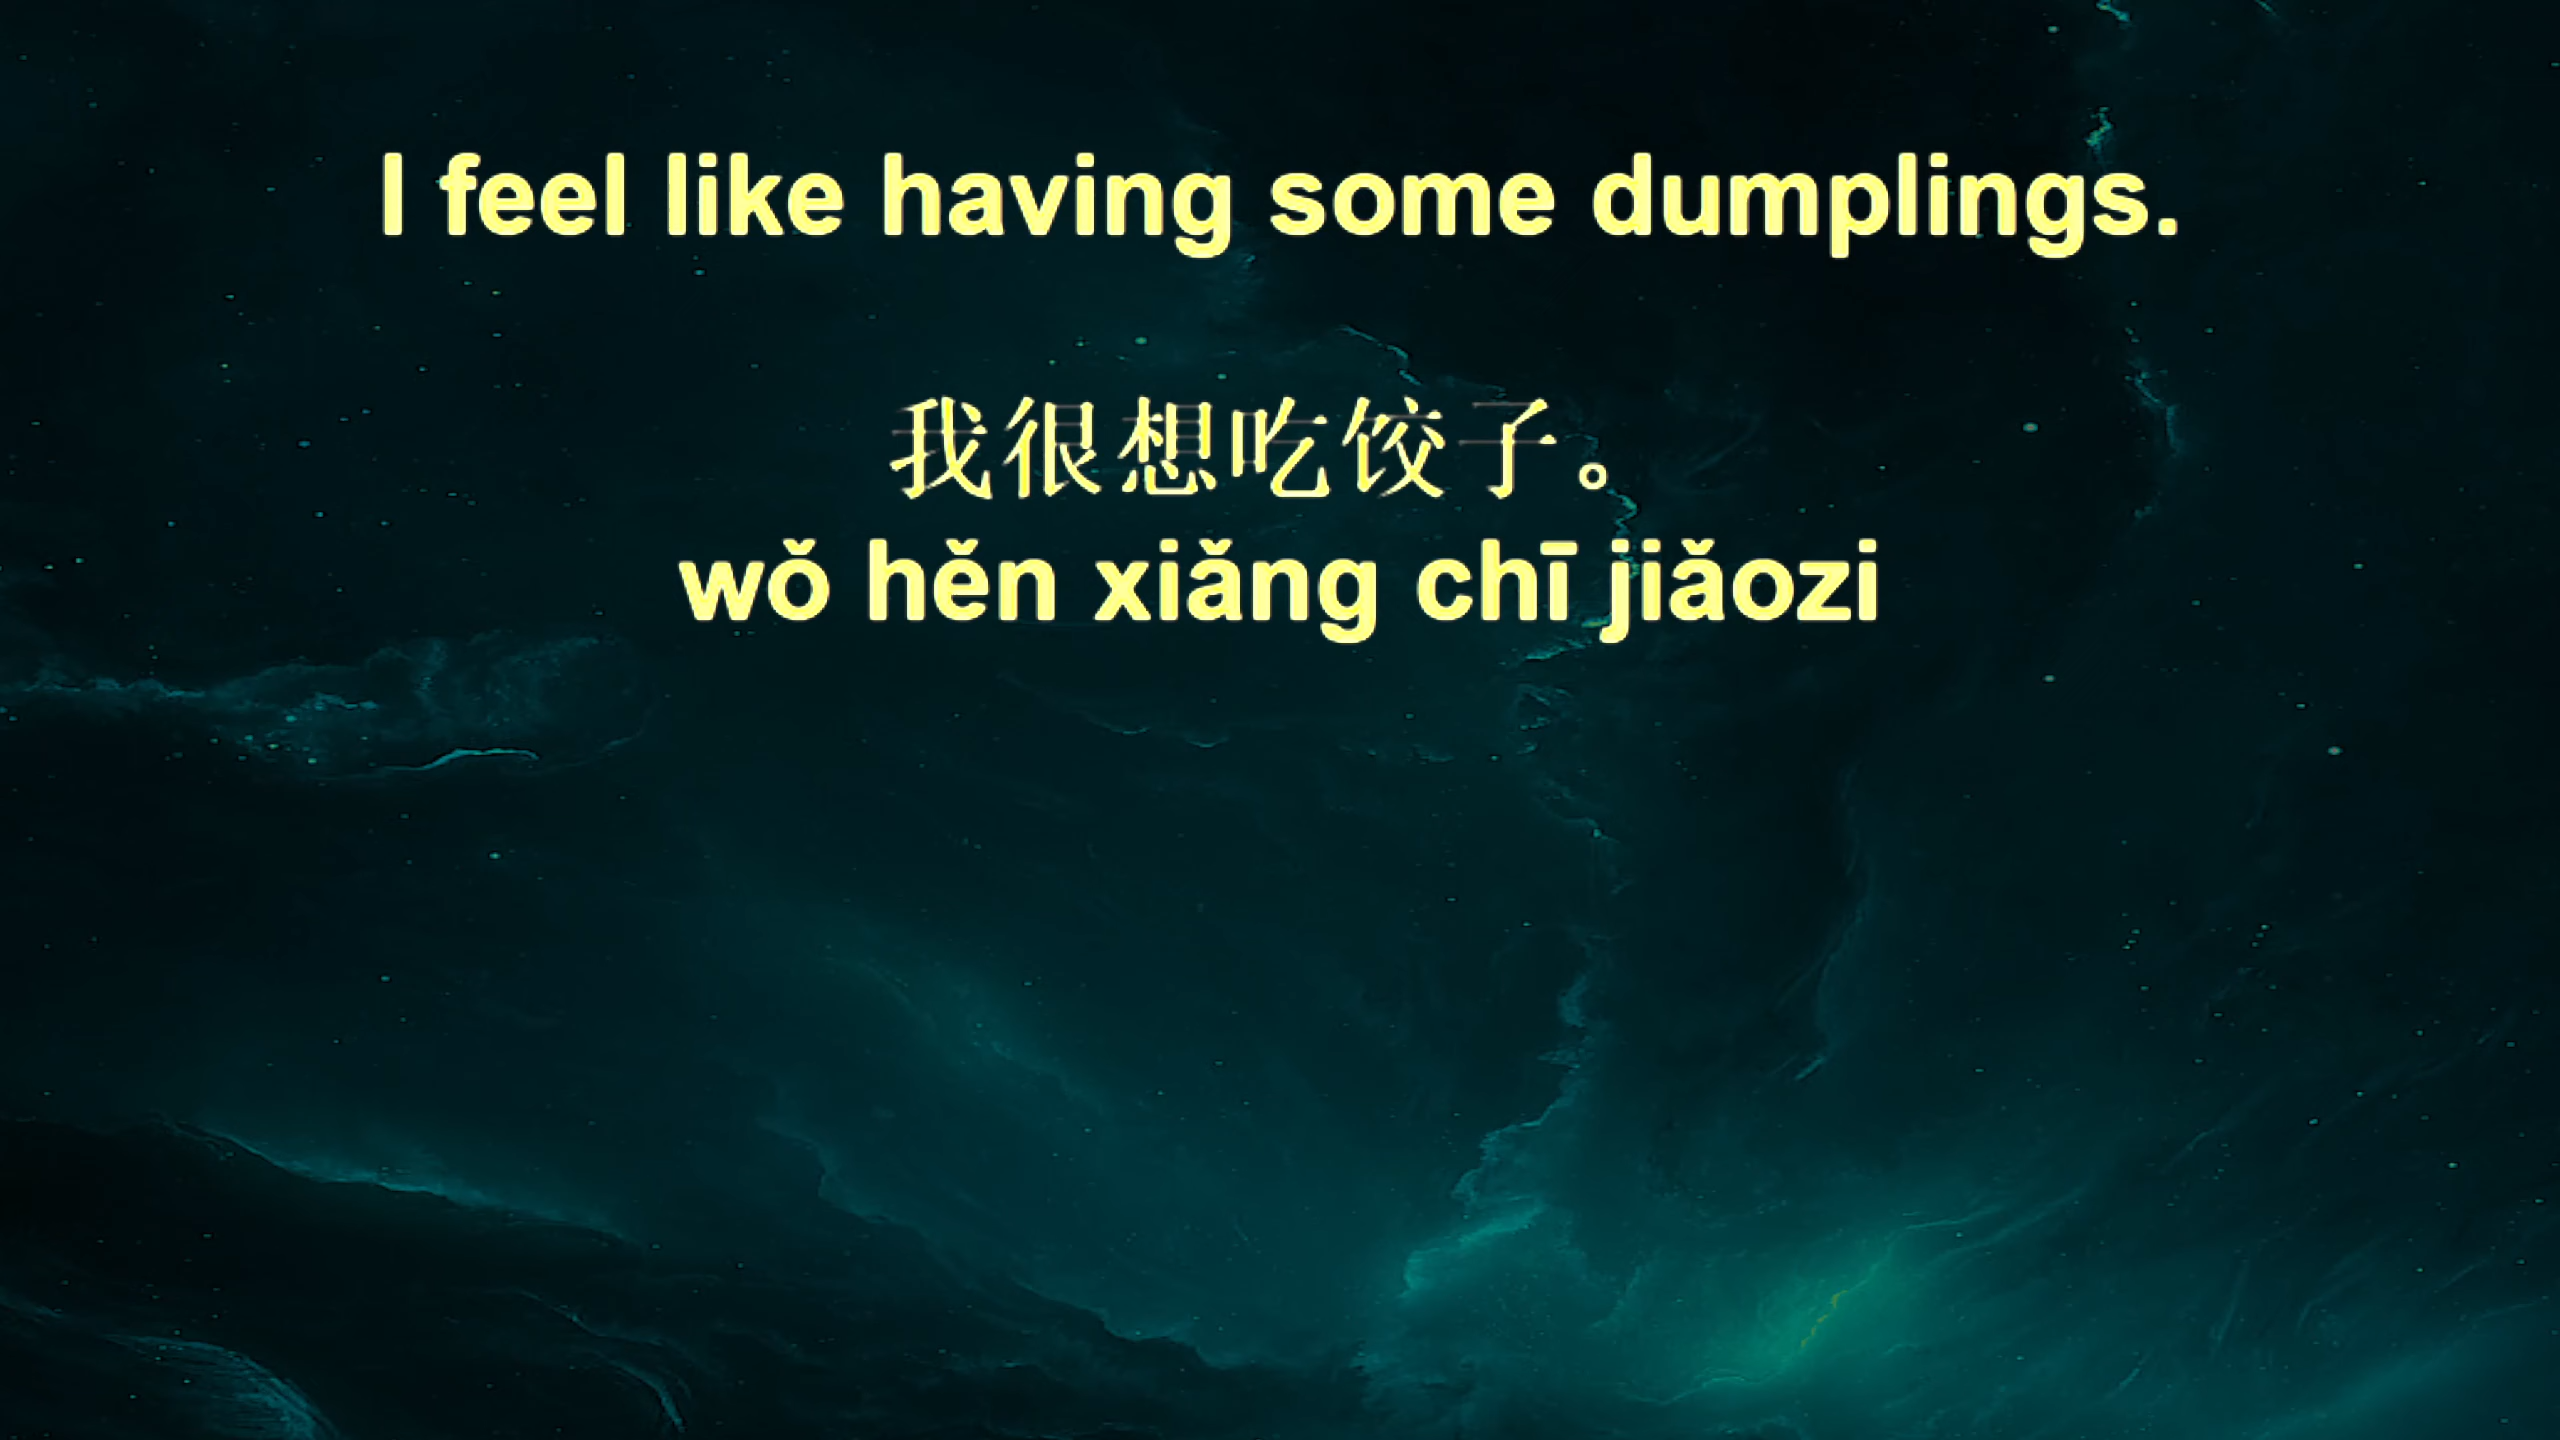 I feel like having some dumplings.
我很想吃饺子。
wǒ hěn xiǎng chī jiǎozi